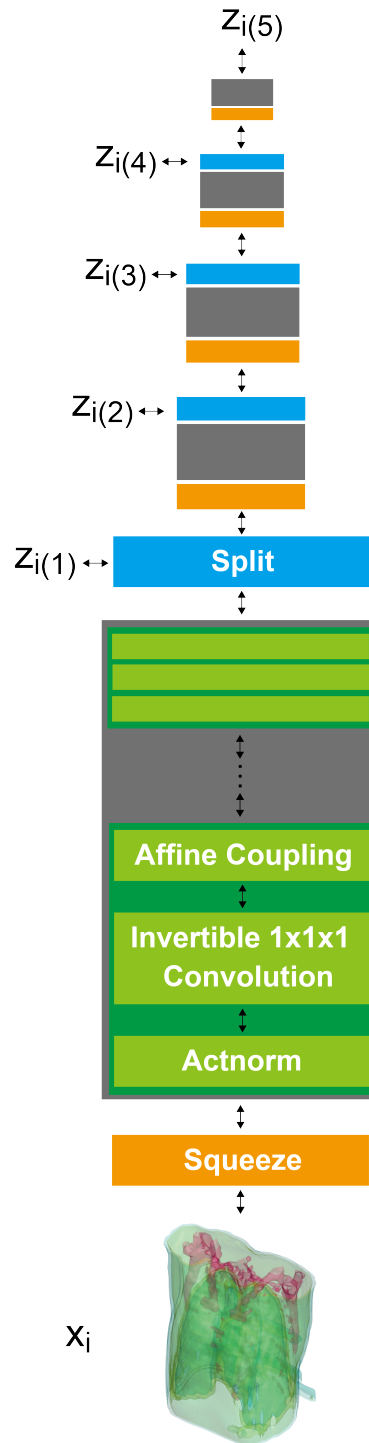 z_i(5)
z_i(4)
z_i(3)
z_i(2)
z_i(1)
Split
Affine Coupling
Invertible 1x1x1
Convolution
Actnorm
Squeeze
x_i